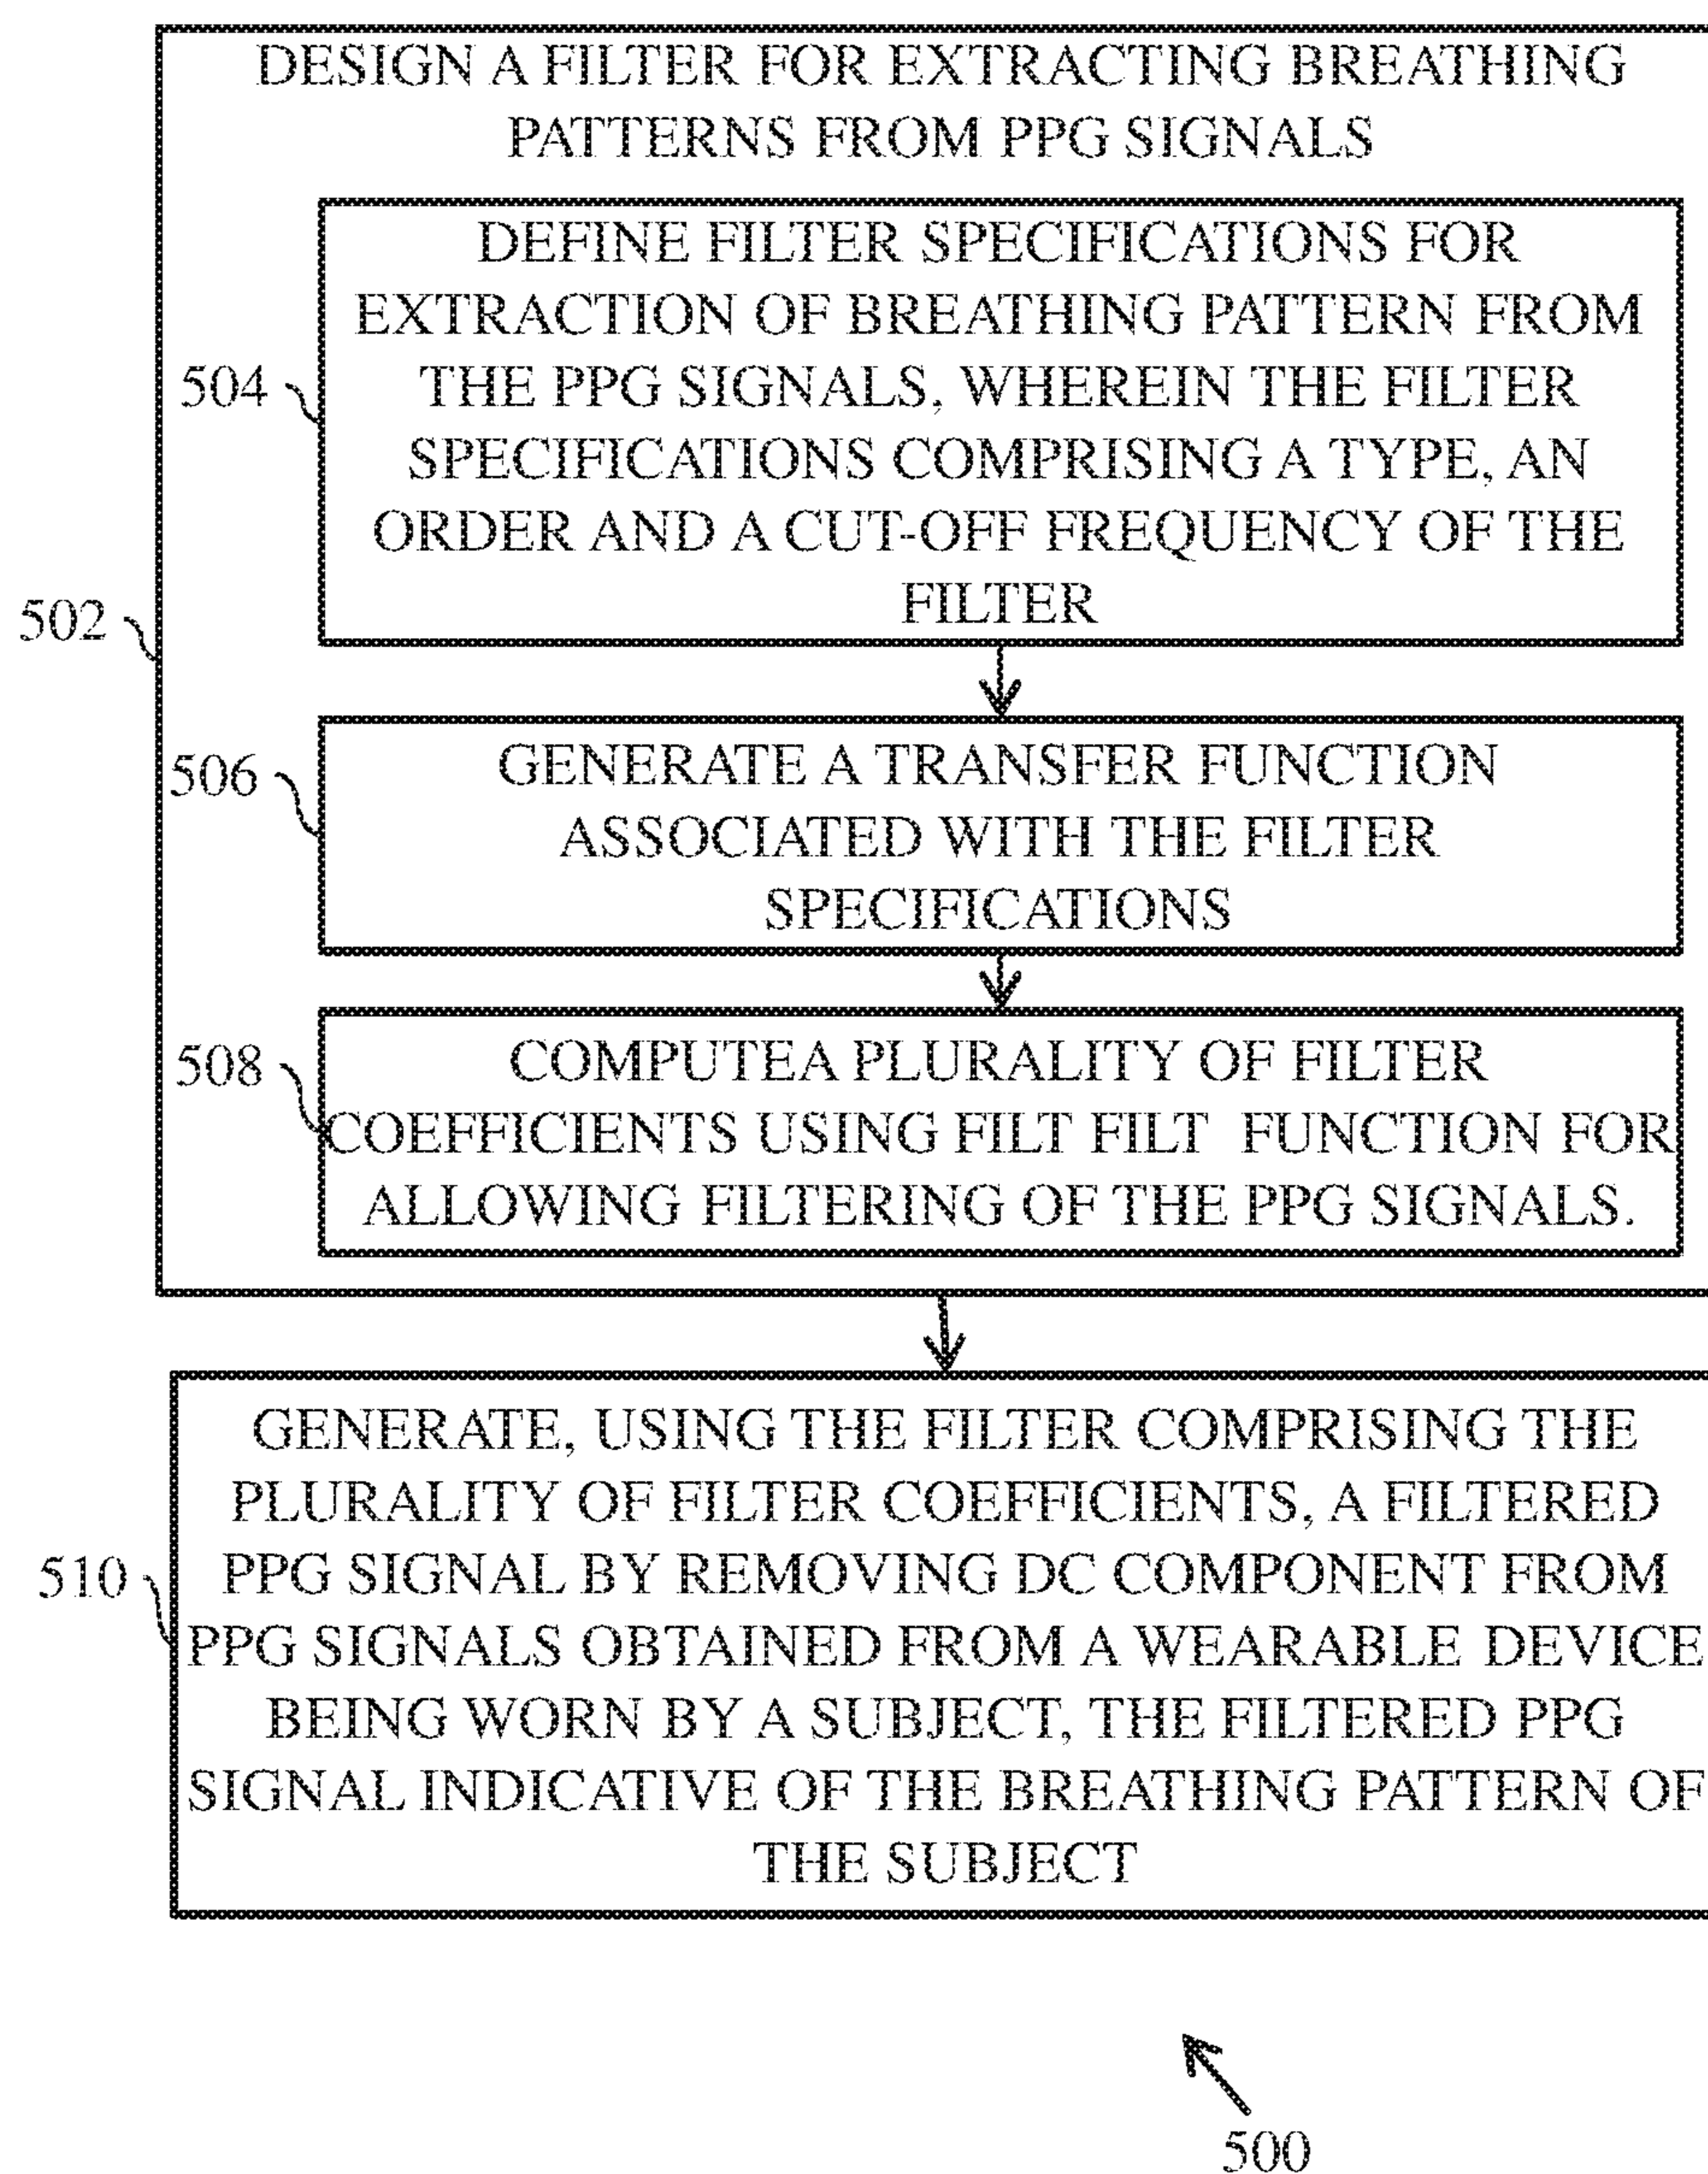 DESIGN A FILTER FOR EXTRACTING BREATHING
PATTERNS FROM PPG SIGNALS
DEFINE FILTER SPECIFICATIONS FOR
EXTRACTION OF BREATHING PATTERN FROM
504
THE PPG SIGNALS, WHEREIN THE FILTER
SPECIFICATIONS COMPRISING A TYPE, AN
ORDER AND A CUT-OFF FREQUENCY OF THE
FILTER
502
506
GENERATE A TRANSFER FUNCTION
ASSOCIATED WITH THE FILTER
SPECIFICATIONS
508
COMPUTEA PLURALITY OF FILTER
COEFFICIENTS USING FILT FILT FUNCTION FOR
ALLOWING FILTERING OF THE PPG SIGNALS.
GENERATE, USING THE FILTER COMPRISING THE
PLURALITY OF FILTER COEFFICIENTS, A FILTERED
510
PPG SIGNAL BY REMOVING DC COMPONENT FROM
PPG SIGNALS OBTAINED FROM A WEARABLE DEVICE
BEING WORN BY A SUBJECT, THE FILTERED PPG
SIGNAL INDICATIVE OF THE BREATHING PATTERN OF
THE SUBJECT
500